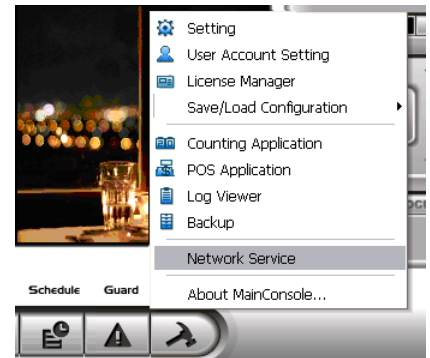 Setting
User Account Setting
License Manager
Save/Load Configuration
Counting Application
POS Application
Log Viewer
Backup
Network Service
About MainConsole...
Schedule Guard